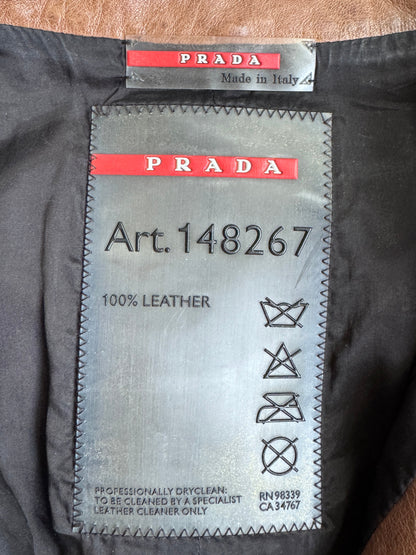 PRADA
Made in Italy
PRADA
Art. 148267
100% LEATHER
PROFESSIONALLY DRYCLEAN:
TO BE CLEANED BY A SPECIALIST
LEATHER CLEANER ONLY
RN 98339
CA 34767